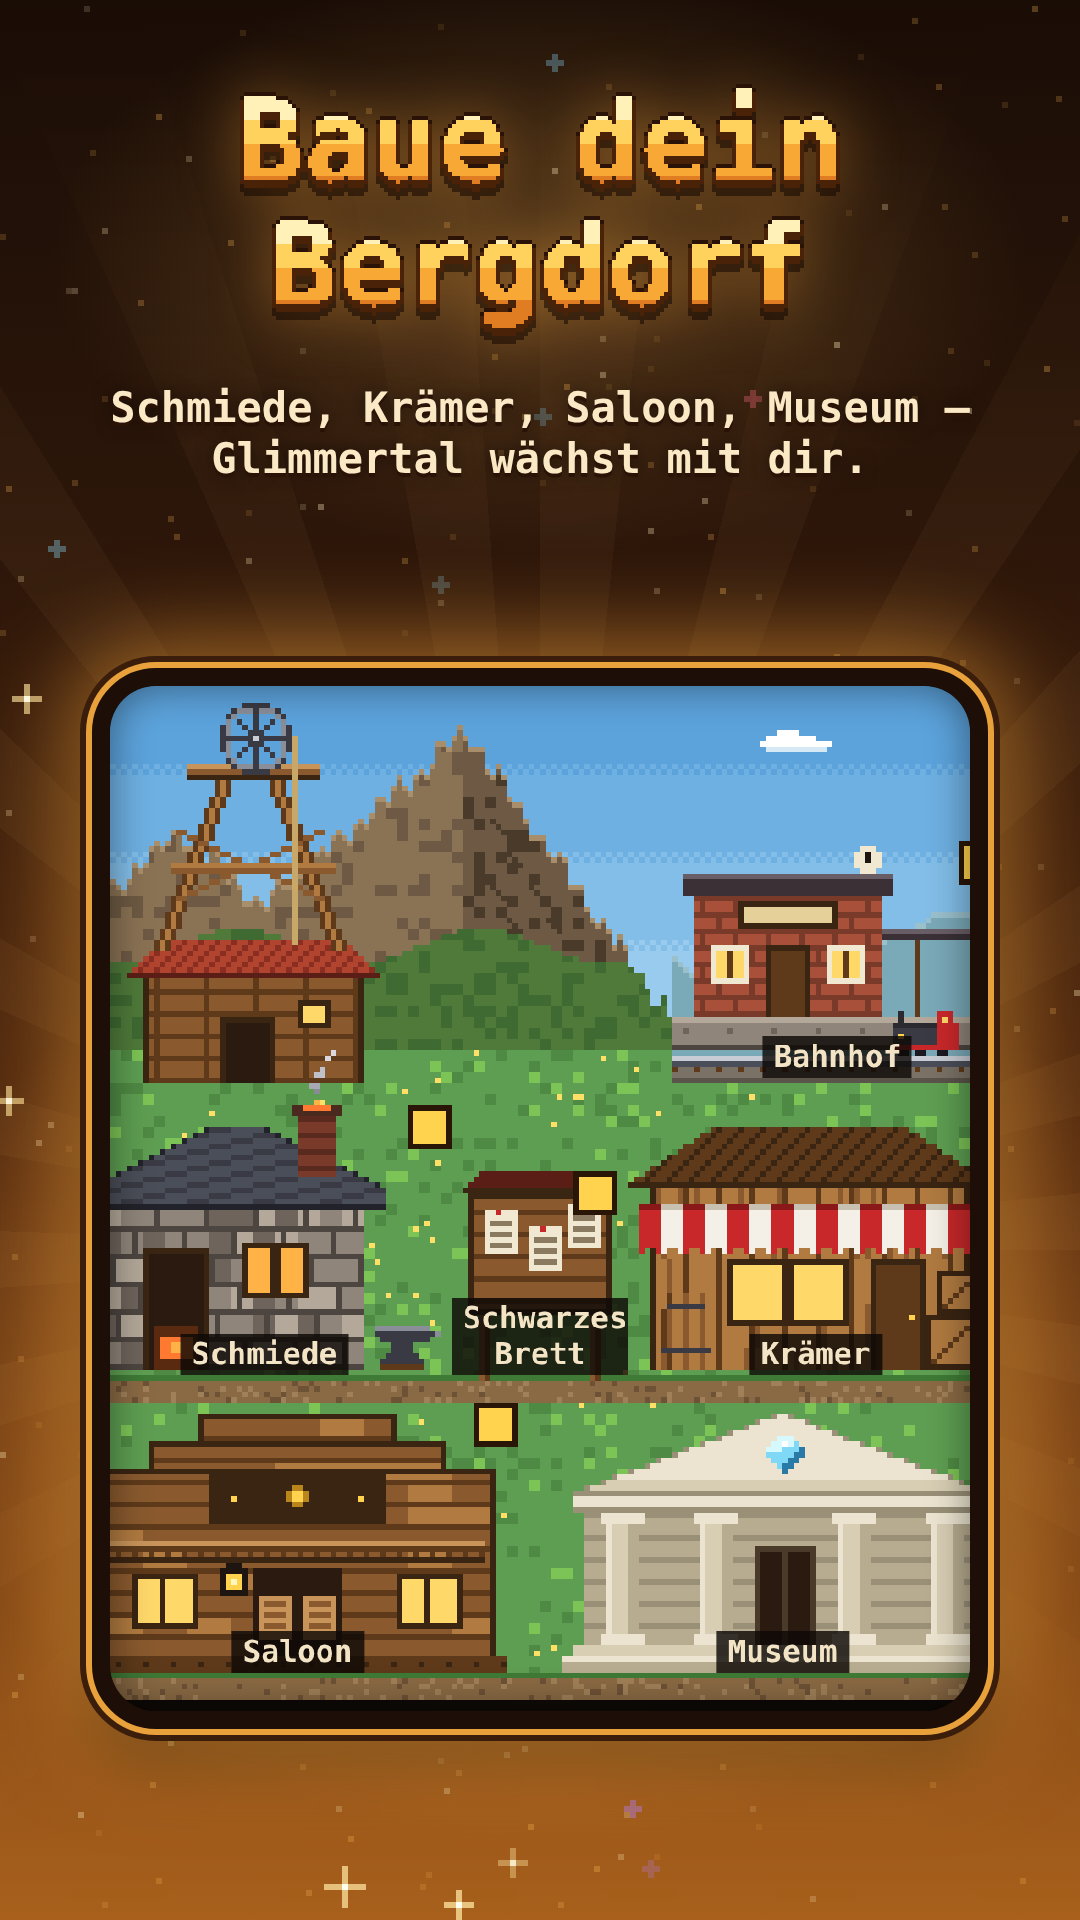 Baue dein
Bergdorf
Schmiede, Krämer, Saloon, Museum –
Glimmertal wächst mit dir.
Bahnhof
Schmiede
Schwarzes
Brett
Krämer
Saloon
Museum